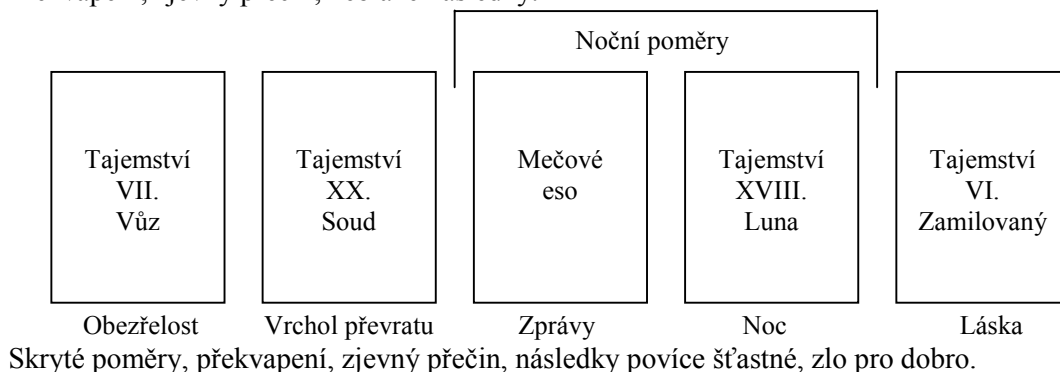 Noční poměry
Tajemství
VII.
Vůz
Tajemství
XX.
Soud
Mečové
eso
Tajemství
XVIII.
Luna
Tajemství
VI.
Zamilovaný
Obezřelost
Vrchol převratu
Zprávy
Noc
Láska
Skryté poměry, překvapení, zjevný přečin, následky povíce šťastné, zlo pro dobro.